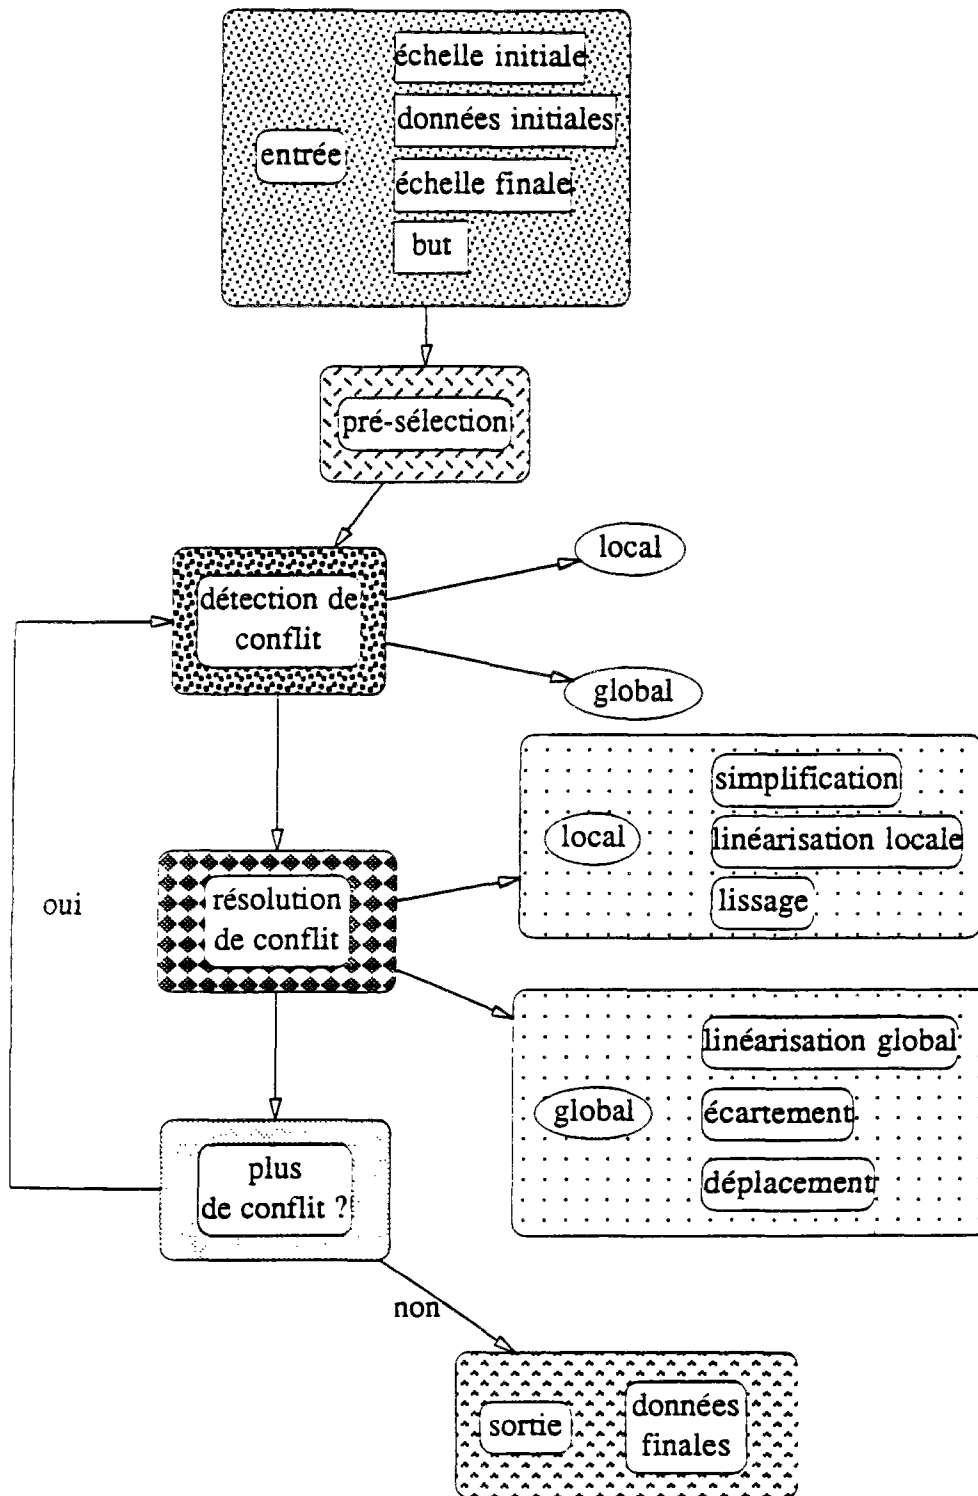 échelle initiale
données initiales
entrée
échelle finale
but
pré-sélection
local
détection de
conflit
global
simplification
local
linéarisation locale
lissage
oui
résolution
de conflit
linéarisation global
global
écartement
déplacement
plus
de conflit ?
non
sortie
données
finales